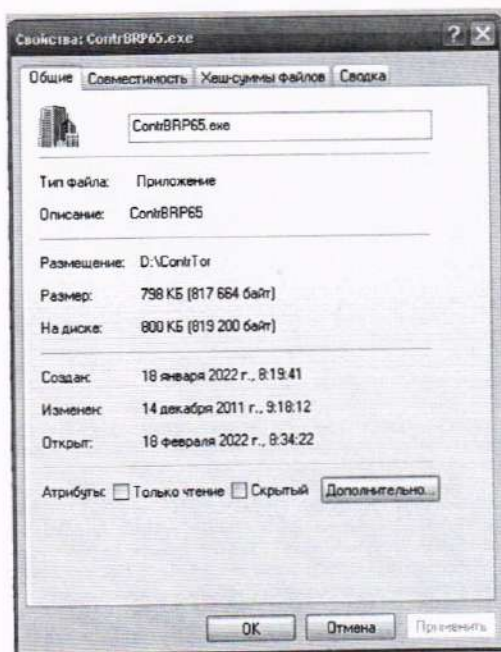 Свойства: ContrBRP65.exe
Общие Совместимость Хеш-суммы файлов Сводка
ContrBRP65.exe
Тип файла: Приложение
Описание: ContrBRP65
Размещение: D:\ContrTor
Размер: 798 КБ (817 664 байт)
На диске: 800 КБ (819 200 байт)
Создан: 18 января 2022 г., 8:19:41
Изменен: 14 декабря 2011 г., 9:18:12
Открыт: 18 февраля 2022 г., 8:34:22
Атрибуты: Только чтение Скрытый Дополнительно...
ОК Отмена Применить